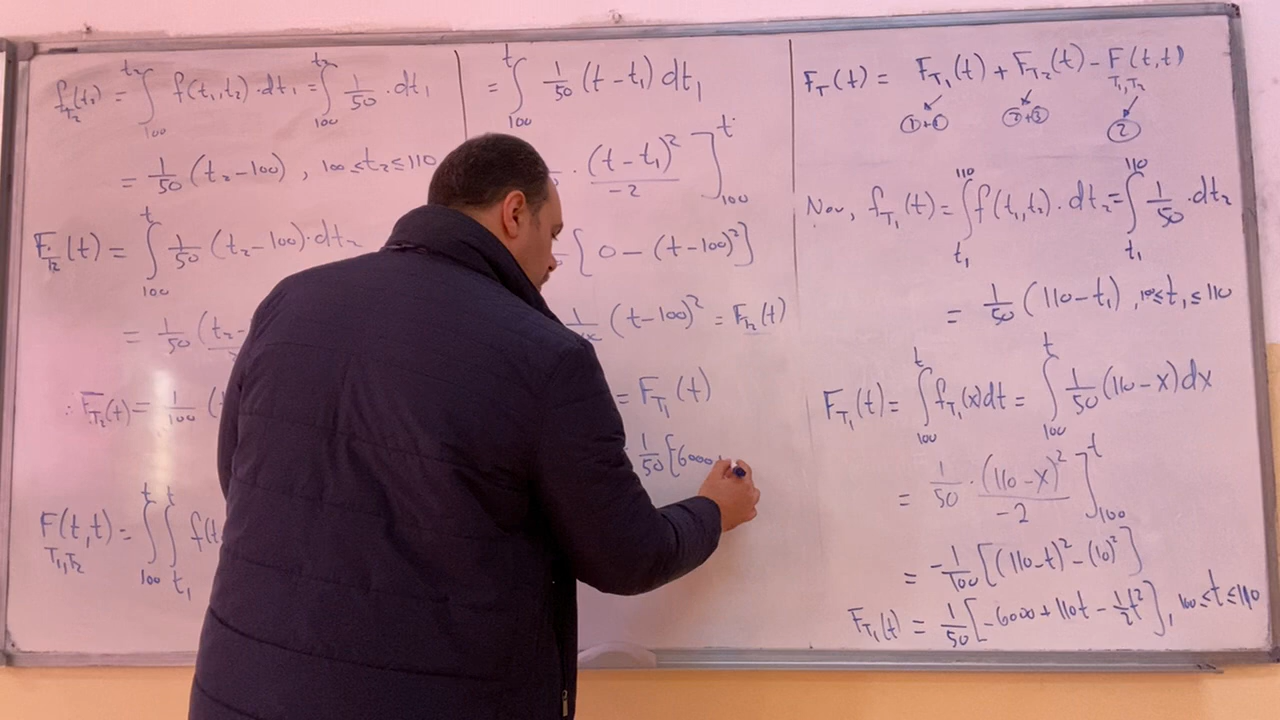 f_{T_2}(t_2) = ∫_{100}^{t_2} f(t_1,t_2)·dt_1 = ∫_{100}^{t_2} 1/50 · dt_1
= 1/50 (t_2-100) , 100 ≤ t_2 ≤ 110
F_{T_2}(t) = ∫_{100}^{t} 1/50 (t_2-100)·dt_2
= 1/50 (t_2-
∴ F_{T_2}(t) = 1/100 (
F_{T_1,T_2}(t,t) = ∫_{100}^{t} ∫_{t_1}^{t} f(t
= ∫_{100}^{t} 1/50 (t-t_1) dt_1
· (t-t_1)^2/-2 ]_{100}^{t}
[0-(t-100)^2]
(t-100)^2 = F_{T_2}(t)
= F_{T_1}(t)
1/50 [6000
F_T(t) = F_{T_1}(t) + F_{T_2}(t) - F_{T_1,T_2}(t,t)
②
Now, f_{T_1}(t) = ∫_{t_1}^{110} f(t_1,t_2)·dt_2 = ∫_{t_1}^{110} 1/50 · dt_2
= 1/50 (110-t_1) , 100 ≤ t_1 ≤ 110
F_{T_1}(t) = ∫_{100}^{t} f_{T_1}(x)dt = ∫_{100}^{t} 1/50 (110-x)dx
= 1/50 · (110-x)^2/-2 ]_{100}^{t}
= -1/100 [(110-t)^2-(10)^2]
F_{T_1}(t) = 1/50 [-6000+110t-1/2 t^2] , 100 ≤ t ≤ 110